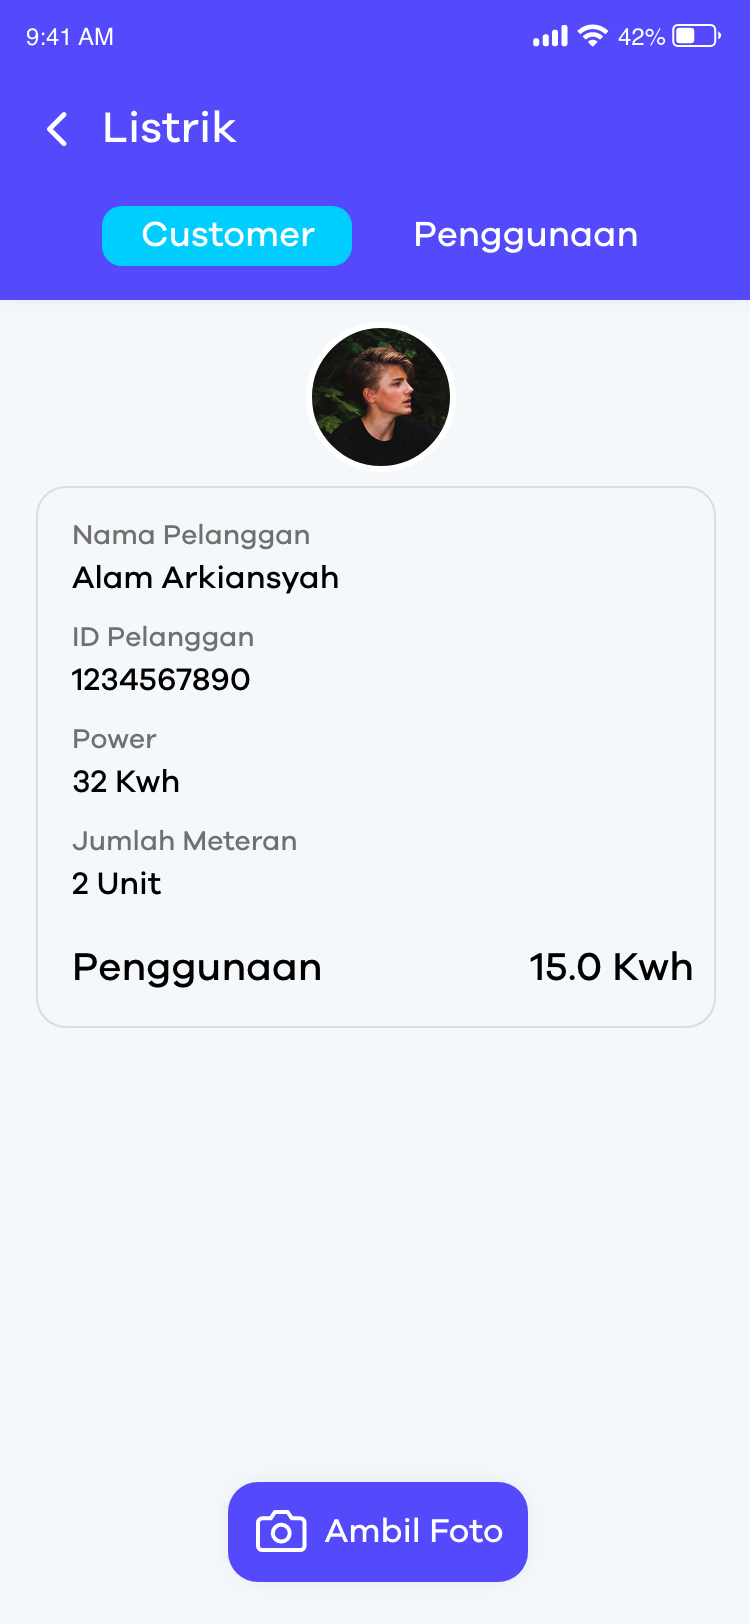 9:41 AM 42%
Listrik
Customer Penggunaan
Nama Pelanggan
Alam Arkiansyah
ID Pelanggan
1234567890
Power
32 Kwh
Jumlah Meteran
2 Unit
Penggunaan 15.0 Kwh
Ambil Foto